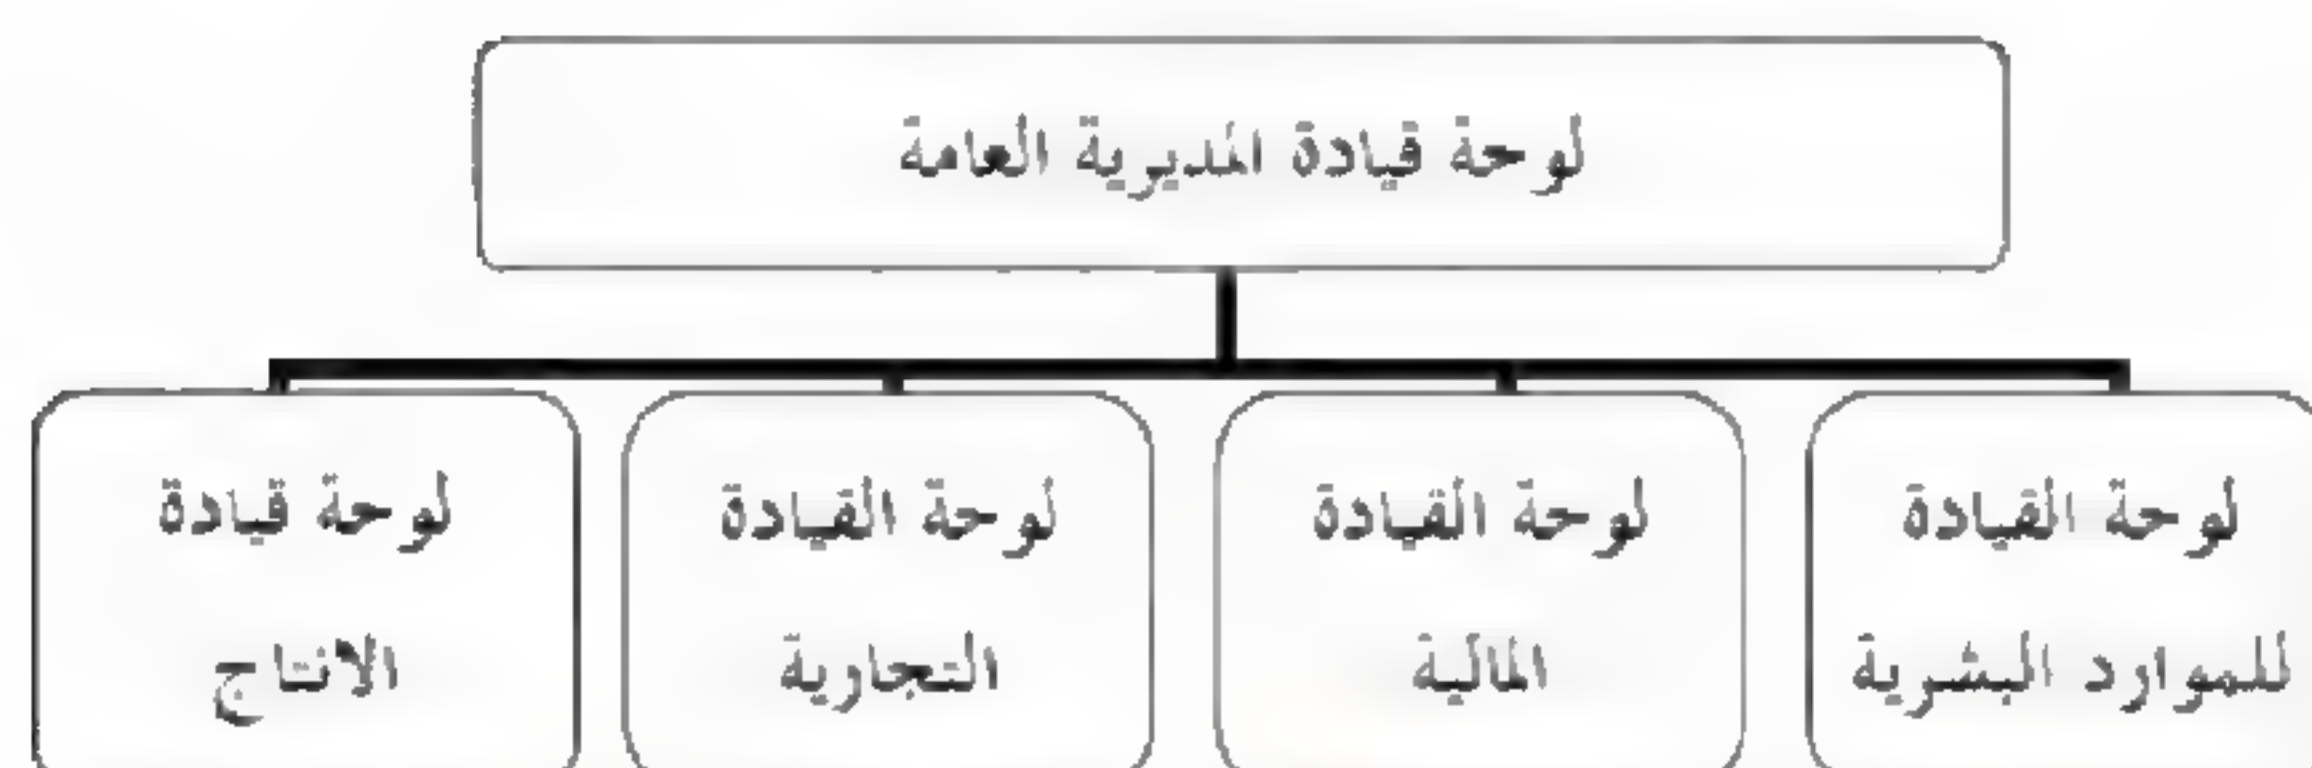 لوحة قيادة المديرية العامة
لوحة القيادة
للموارد البشرية
لوحة القيادة
المالية
لوحة القيادة
التجارية
لوحة قيادة
الانتاج